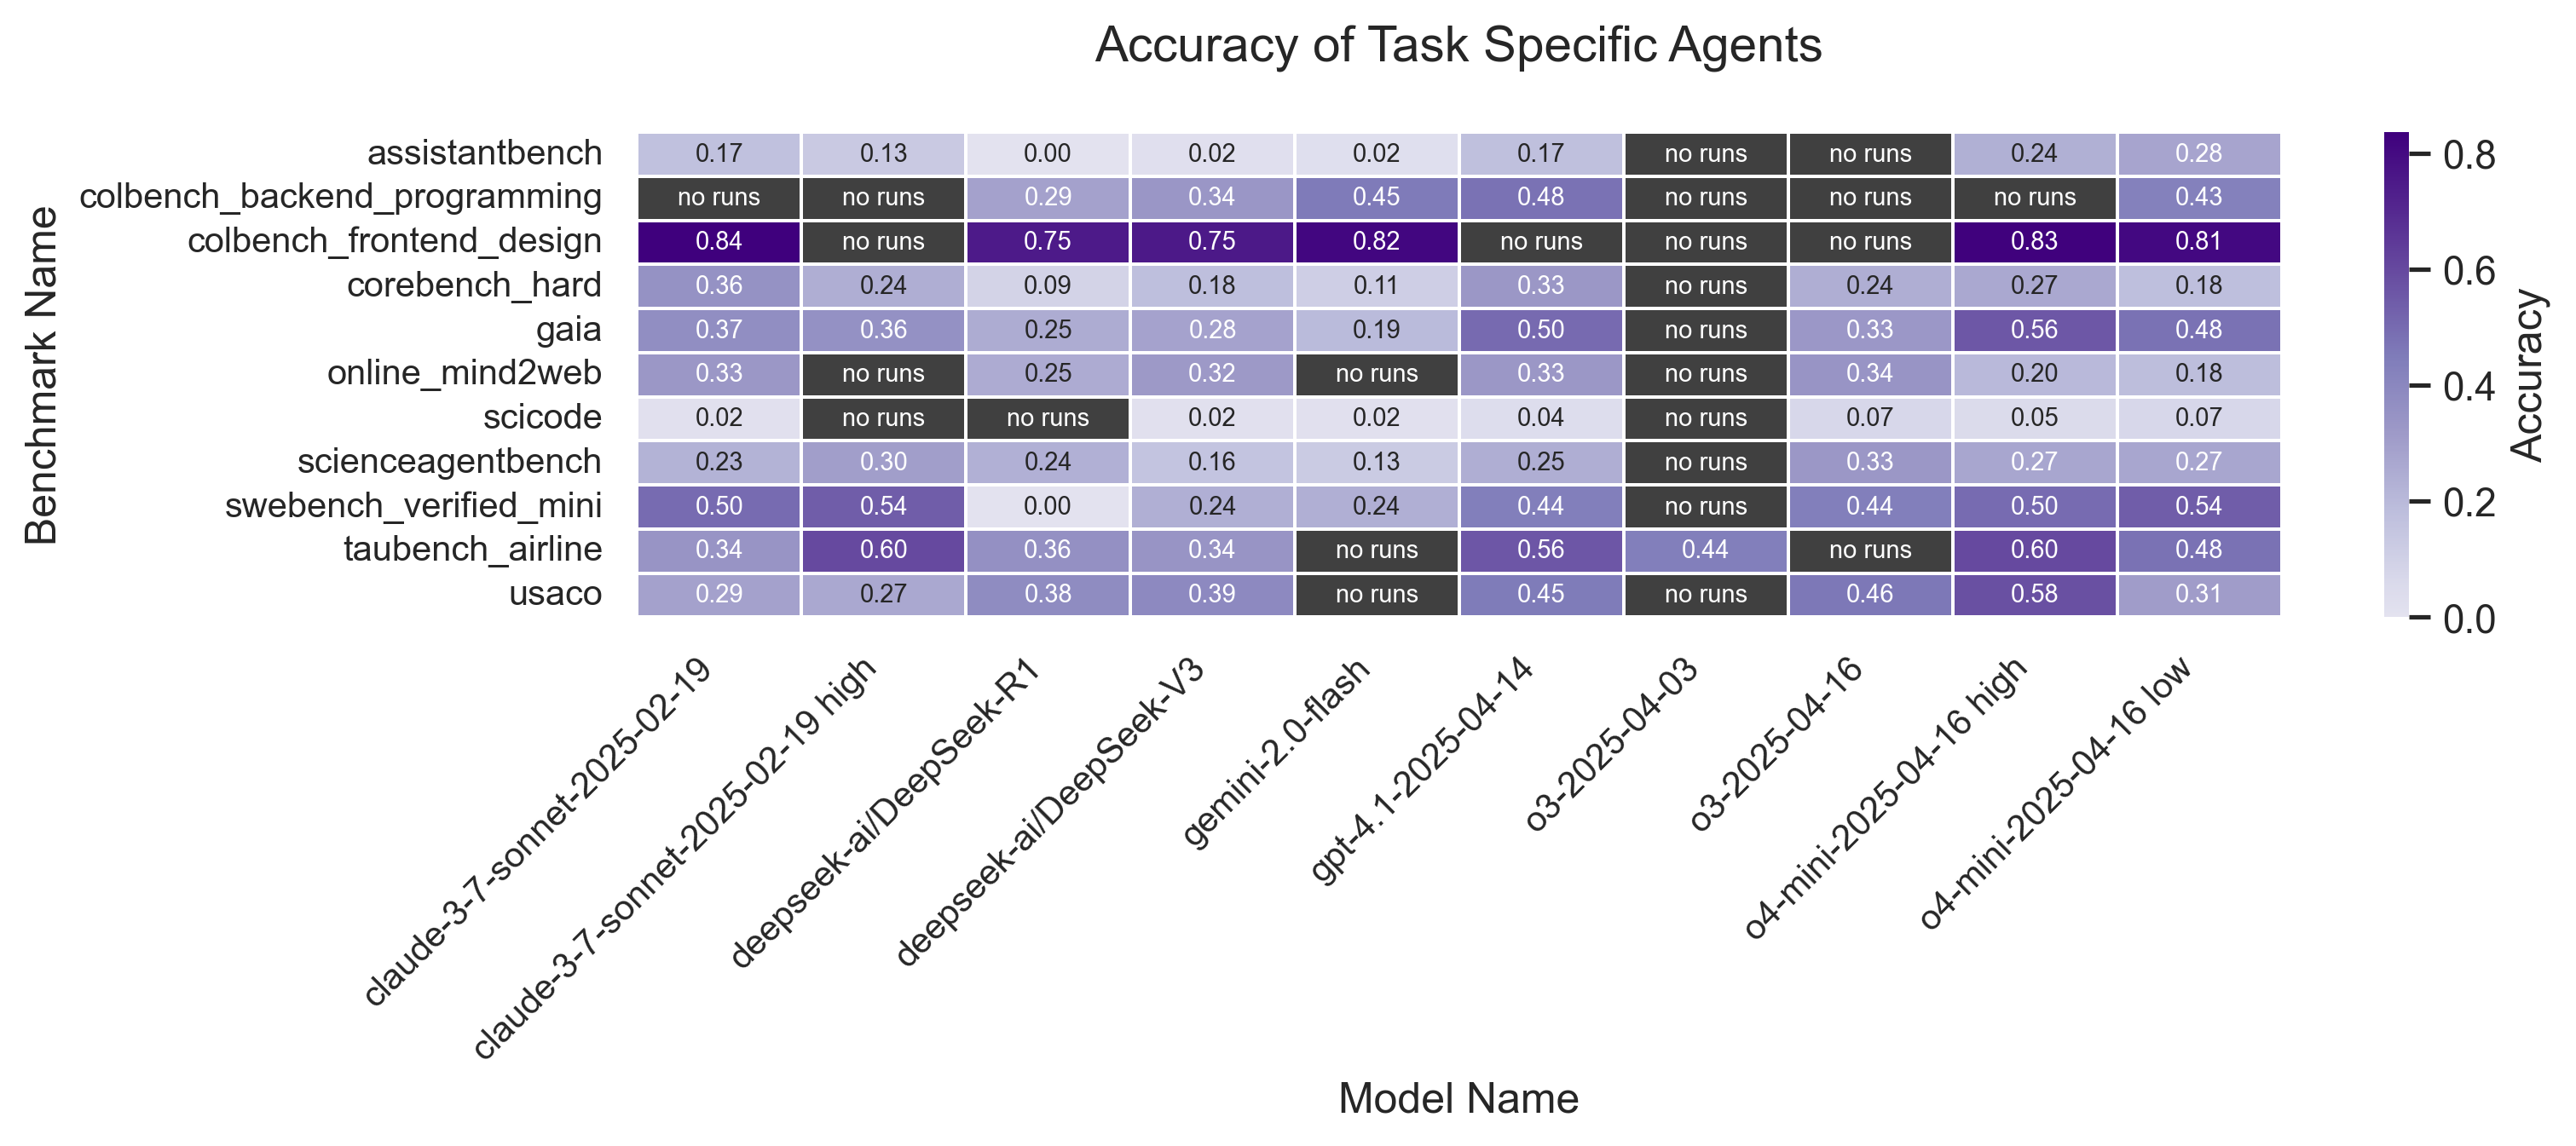 Accuracy of Task Specific Agents
Benchmark Name
assistantbench 0.17 0.13 0.00 0.02 0.02 0.17 no runs no runs 0.24 0.28
colbench_backend_programming no runs no runs 0.29 0.34 0.45 0.48 no runs no runs no runs 0.43
colbench_frontend_design 0.84 no runs 0.75 0.75 0.82 no runs no runs no runs 0.83 0.81
corebench_hard 0.36 0.24 0.09 0.18 0.11 0.33 no runs 0.24 0.27 0.18
gaia 0.37 0.36 0.25 0.28 0.19 0.50 no runs 0.33 0.56 0.48
online_mind2web 0.33 no runs 0.25 0.32 no runs 0.33 no runs 0.34 0.20 0.18
scicode 0.02 no runs no runs 0.02 0.02 0.04 no runs 0.07 0.05 0.07
scienceagentbench 0.23 0.30 0.24 0.16 0.13 0.25 no runs 0.33 0.27 0.27
swebench_verified_mini 0.50 0.54 0.00 0.24 0.24 0.44 no runs 0.44 0.50 0.54
taubench_airline 0.34 0.60 0.36 0.34 no runs 0.56 0.44 no runs 0.60 0.48
usaco 0.29 0.27 0.38 0.39 no runs 0.45 no runs 0.46 0.58 0.31
claude-3-7-sonnet-2025-02-19
claude-3-7-sonnet-2025-02-19 high
deepseek-ai/DeepSeek-R1
deepseek-ai/DeepSeek-V3
gemini-2.0-flash
gpt-4.1-2025-04-14
o3-2025-04-03
o3-2025-04-16
o4-mini-2025-04-16 high
o4-mini-2025-04-16 low
Model Name
0.8
0.6
0.4
0.2
0.0
Accuracy